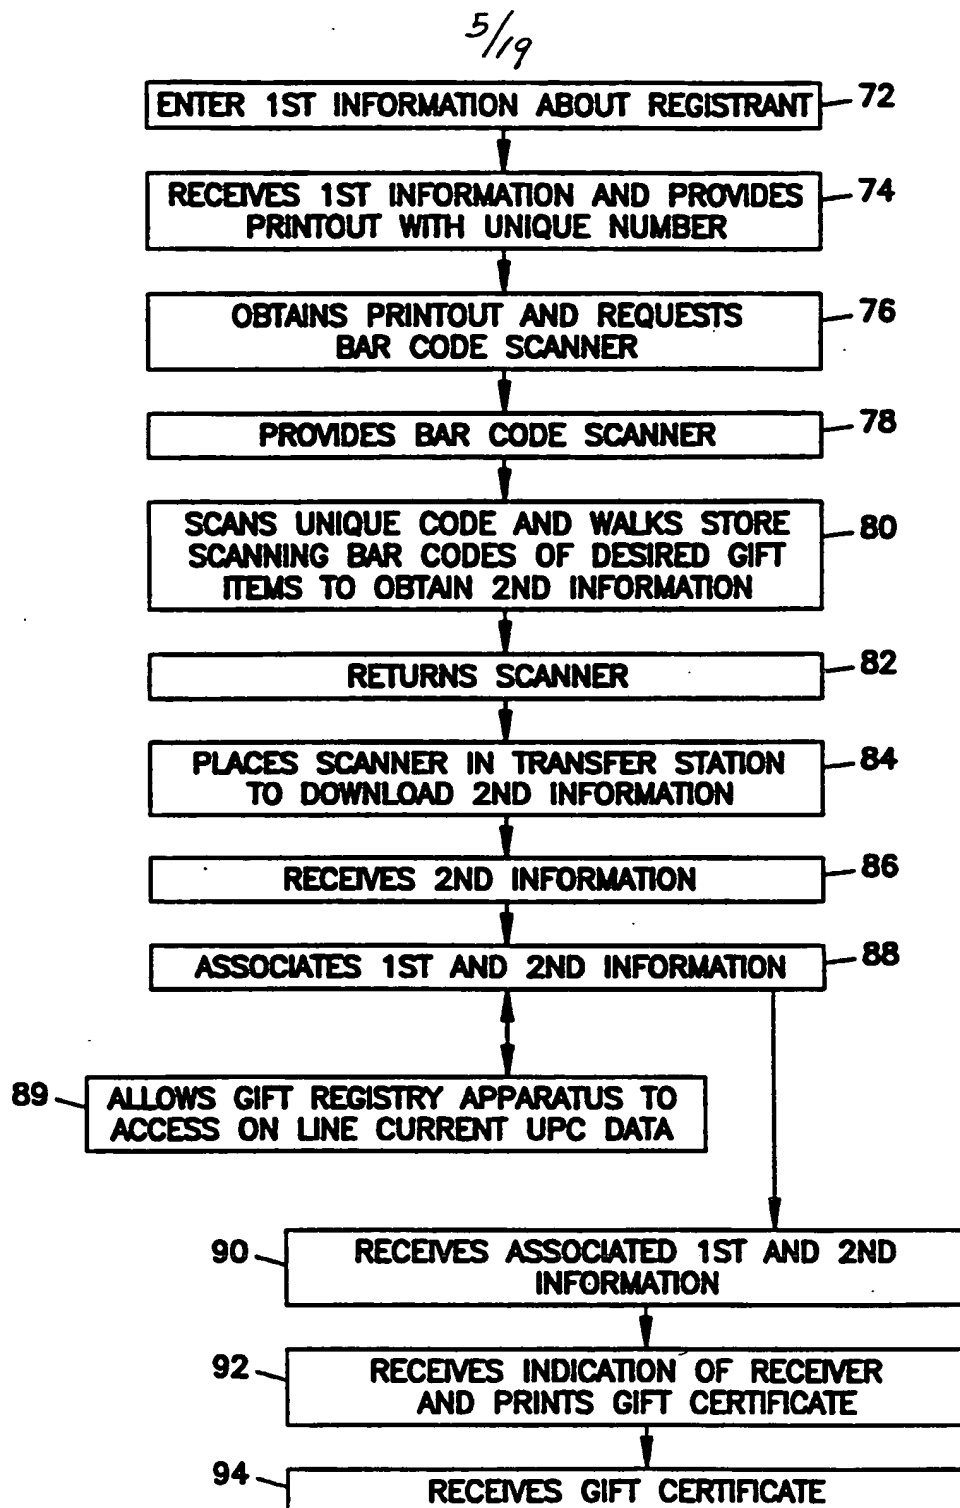 5/19
ENTER 1ST INFORMATION ABOUT REGISTRANT 72
RECEIVES 1ST INFORMATION AND PROVIDES 74
PRINTOUT WITH UNIQUE NUMBER
OBTAINS PRINTOUT AND REQUESTS 76
BAR CODE SCANNER
PROVIDES BAR CODE SCANNER 78
SCANS UNIQUE CODE AND WALKS STORE 80
SCANNING BAR CODES OF DESIRED GIFT
ITEMS TO OBTAIN 2ND INFORMATION
RETURNS SCANNER 82
PLACES SCANNER IN TRANSFER STATION 84
TO DOWNLOAD 2ND INFORMATION
RECEIVES 2ND INFORMATION 86
ASSOCIATES 1ST AND 2ND INFORMATION 88
89 ALLOWS GIFT REGISTRY APPARATUS TO
ACCESS ON LINE CURRENT UPC DATA
90 RECEIVES ASSOCIATED 1ST AND 2ND
INFORMATION
92 RECEIVES INDICATION OF RECEIVER
AND PRINTS GIFT CERTIFICATE
94 RECEIVES GIFT CERTIFICATE